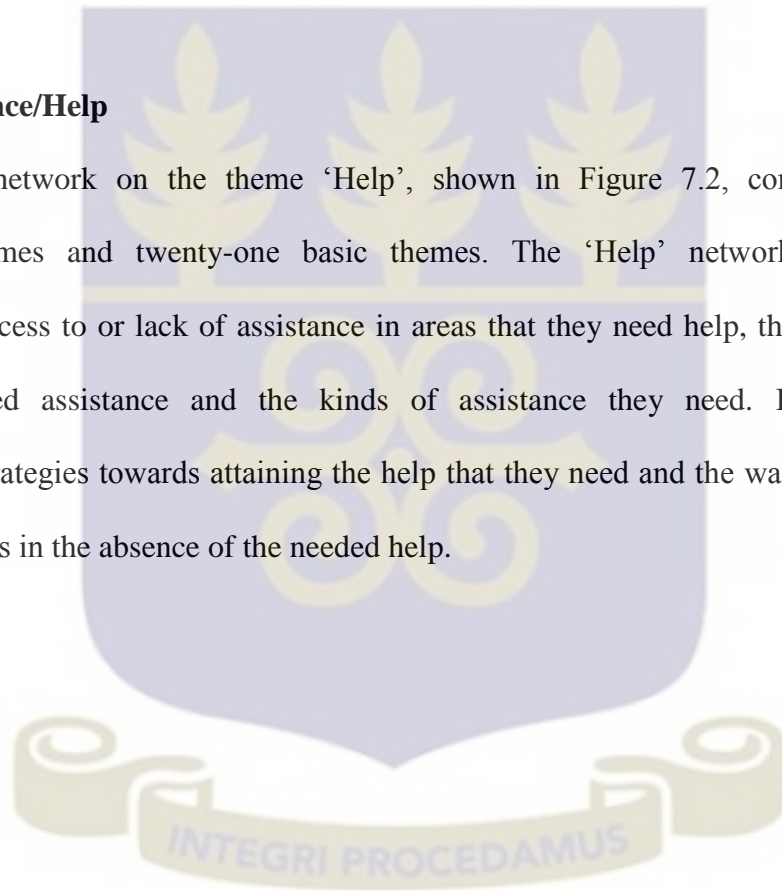 nce/Help
network on the theme ‘Help’, shown in Figure 7.2, con
mes and twenty-one basic themes. The ‘Help’ network
ccess to or lack of assistance in areas that they need help, th
ed assistance and the kinds of assistance they need. I
rategies towards attaining the help that they need and the wa
s in the absence of the needed help.
INTEGRI PROCEDAMUS